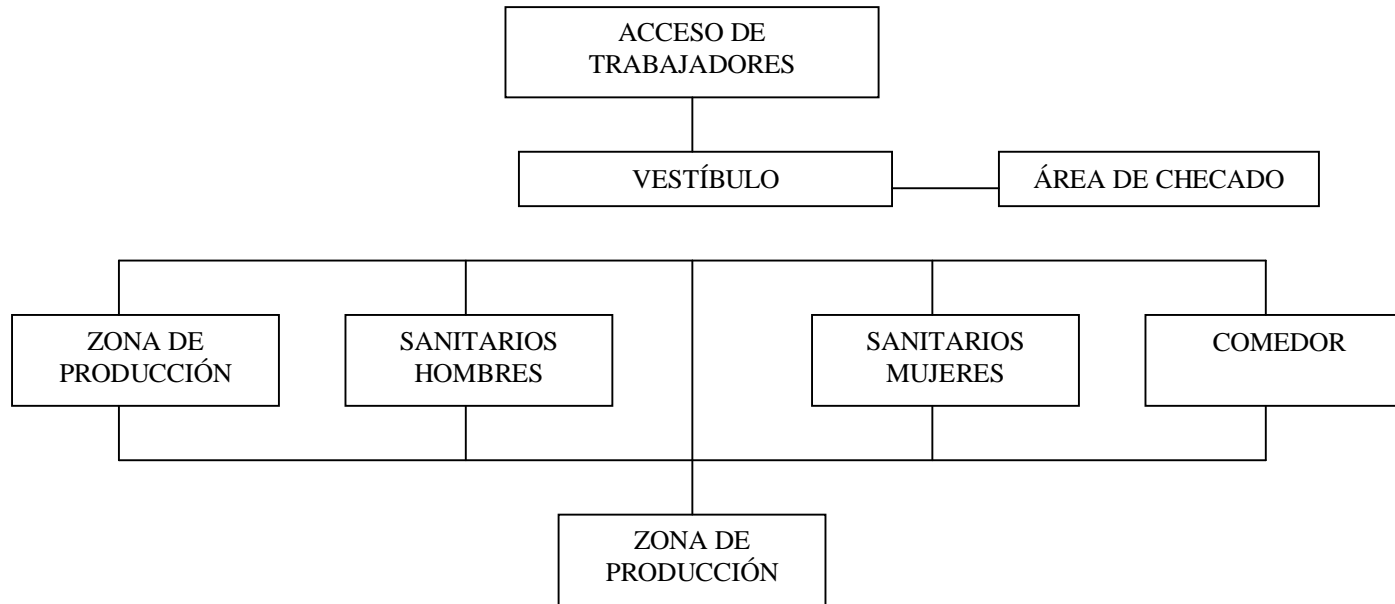 ACCESO DE
TRABAJADORES
VESTÍBULO
ÁREA DE CHECADO
ZONA DE
PRODUCCIÓN
SANITARIOS
HOMBRES
SANITARIOS
MUJERES
COMEDOR
ZONA DE
PRODUCCIÓN